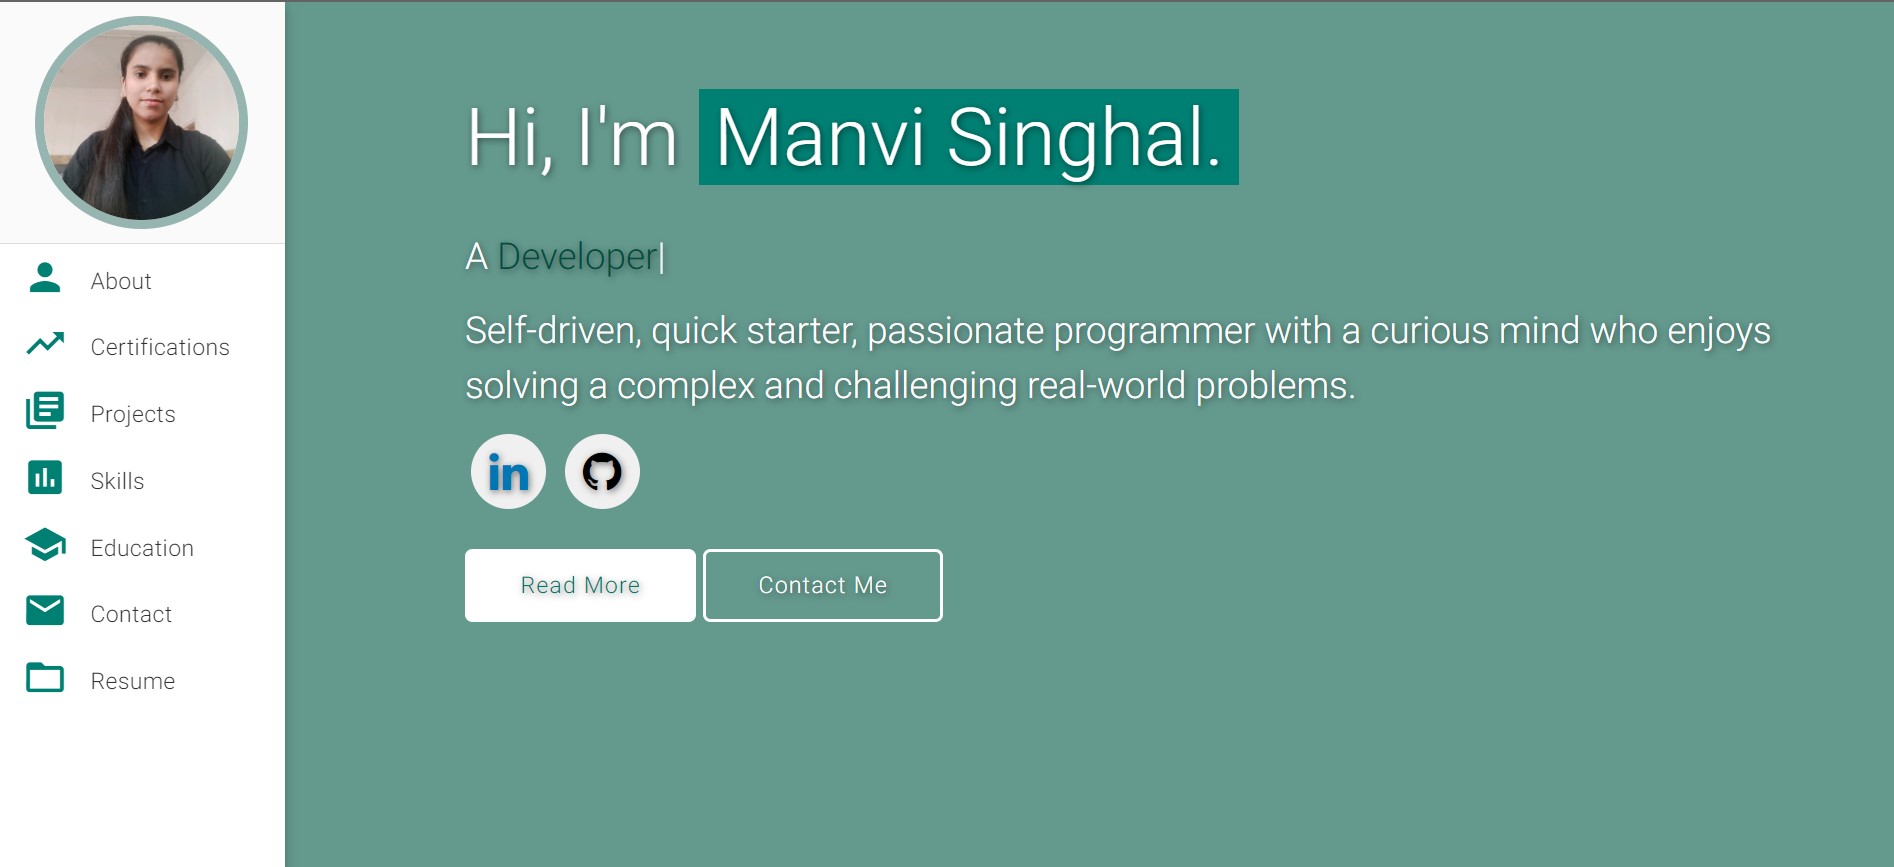 Hi, I'm Manvi Singhal.
A Developer|
Self-driven, quick starter, passionate programmer with a curious mind who enjoys
solving a complex and challenging real-world problems.
in
Read More
Contact Me
About
Certifications
Projects
Skills
Education
Contact
Resume